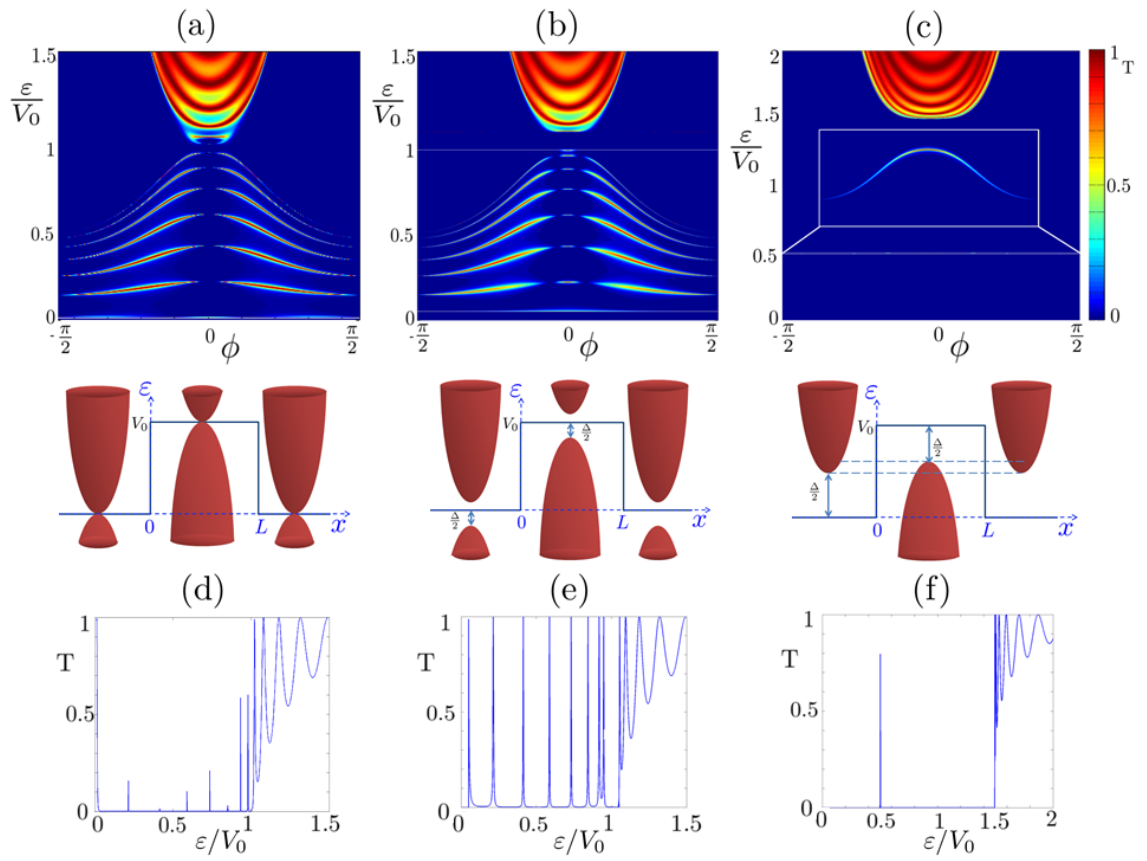 (a) (b) (c)
1.5 1.5 2 1 T
ε/V₀ ε/V₀ 1.5
1 1 ε/V₀
1 0.5
0.5 0.5
0.5
0 0 0 0
-π/2 0 ϕ π/2 -π/2 0 ϕ π/2 -π/2 0 ϕ π/2
ε ε ε
V₀ V₀ Δ/2 V₀ Δ/2
Δ/2 Δ/2
0 L x 0 L x 0 L x
(d) (e) (f)
1 1 1
T T T
0.5 0.5 0.5
0 0 0
0 0.5 1 1.5 0 0.5 1 1.5 0 0.5 1 1.5 2
ε/V₀ ε/V₀ ε/V₀